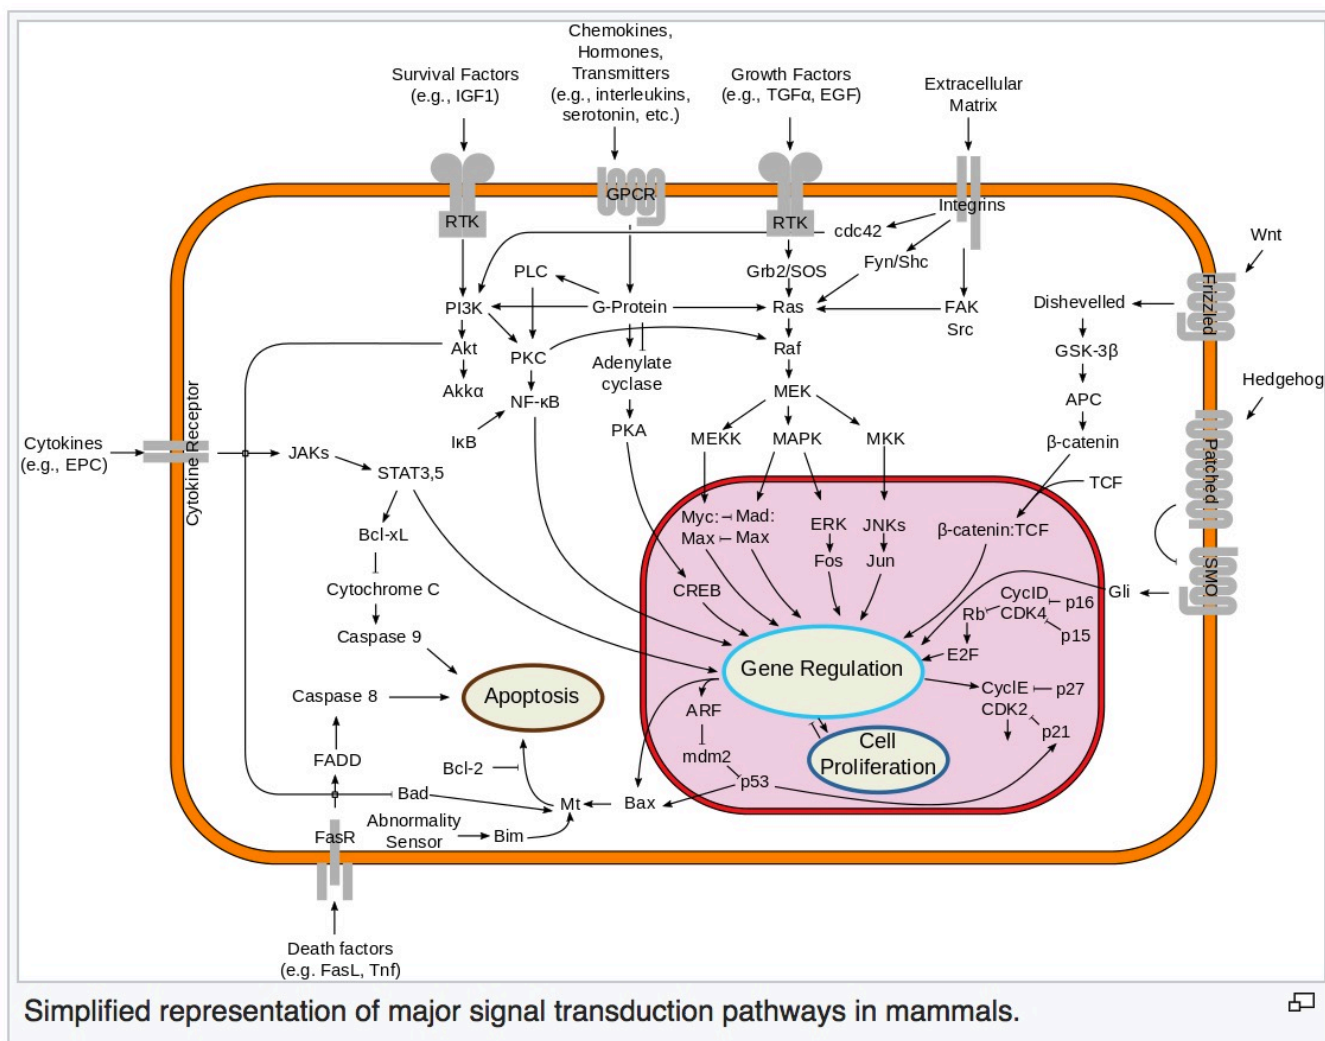 Chemokines,
Hormones,
Transmitters
(e.g., interleukins,
serotonin, etc.)
Survival Factors
(e.g., IGF1)
Growth Factors
(e.g., TGFα, EGF)
Extracellular
Matrix
RTK
GPCR
RTK
Integrins
cdc42
Wnt
Grb2/SOS
Fyn/Shc
PLC
Frizzled
Dishevelled
PI3K
G-Protein
Ras
FAK
Src
Akt
PKC
Raf
GSK-3β
Adenylate
cyclase
Akkα
MEK
APC
Hedgehog
NF-κB
IκB
PKA
MEKK
MAPK
MKK
β-catenin
Patched
Cytokines
(e.g., EPC)
Cytokine Receptor
JAKs
STAT3,5
TCF
Myc:
Max
Mad:
Max
ERK
JNKs
β-catenin:TCF
Bcl-xL
Fos
Jun
SMO
Cytochrome C
CREB
Gli
CycID
CDK4
p16
Rb
p15
Caspase 9
E2F
Gene Regulation
Caspase 8
Apoptosis
CyclE
CDK2
p27
ARF
p21
mdm2
Cell
Proliferation
FADD
Bcl-2
p53
Bad
Mt
Bax
Abnormality
Sensor
Bim
FasR
Death factors
(e.g. FasL, Tnf)
Simplified representation of major signal transduction pathways in mammals.